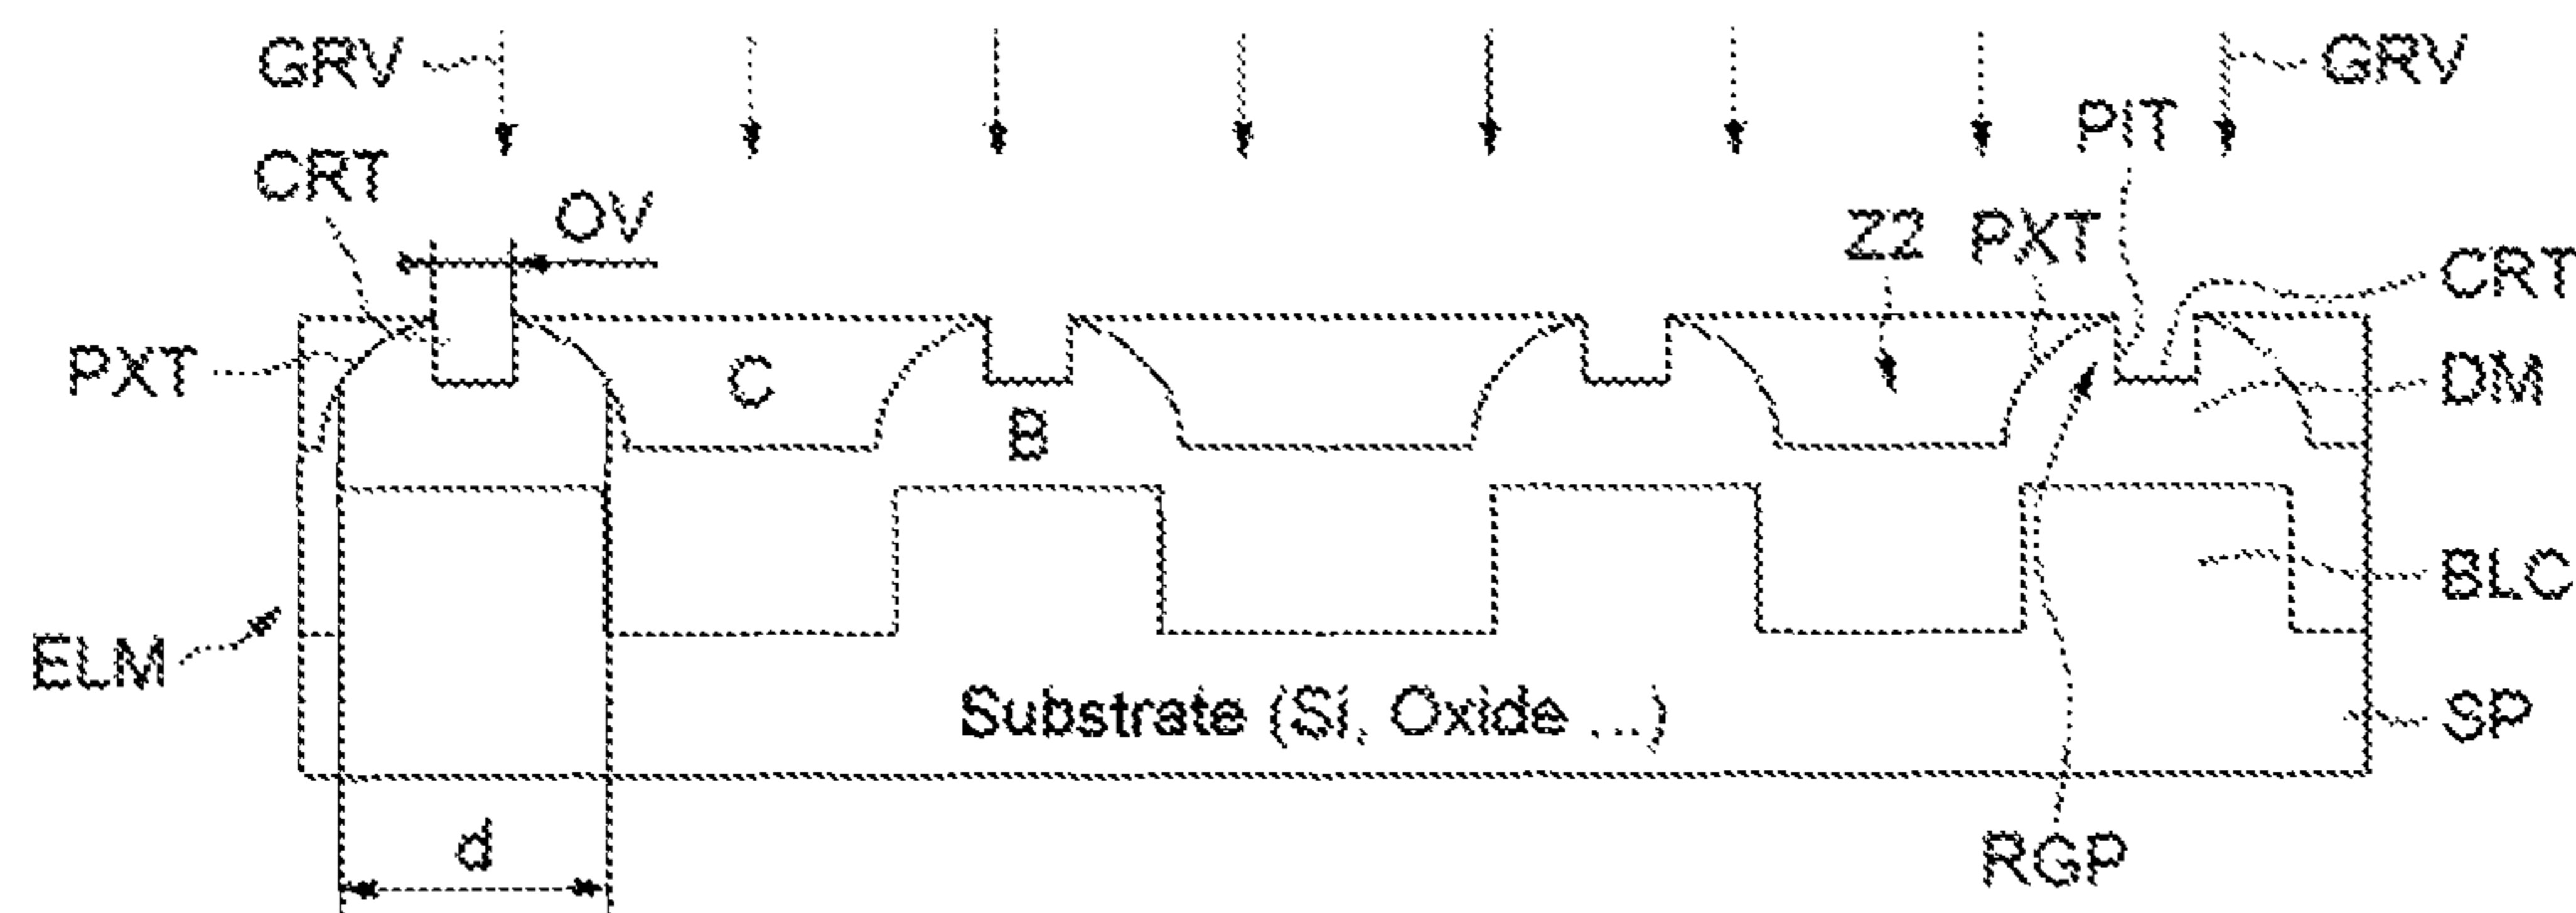 GRV
GRV
PIT
CRT
OV
Z2
PXT
CRT
PXT
C
DM
B
BLC
ELM
Substrate (Si, Oxide ...)
SP
d
RGP